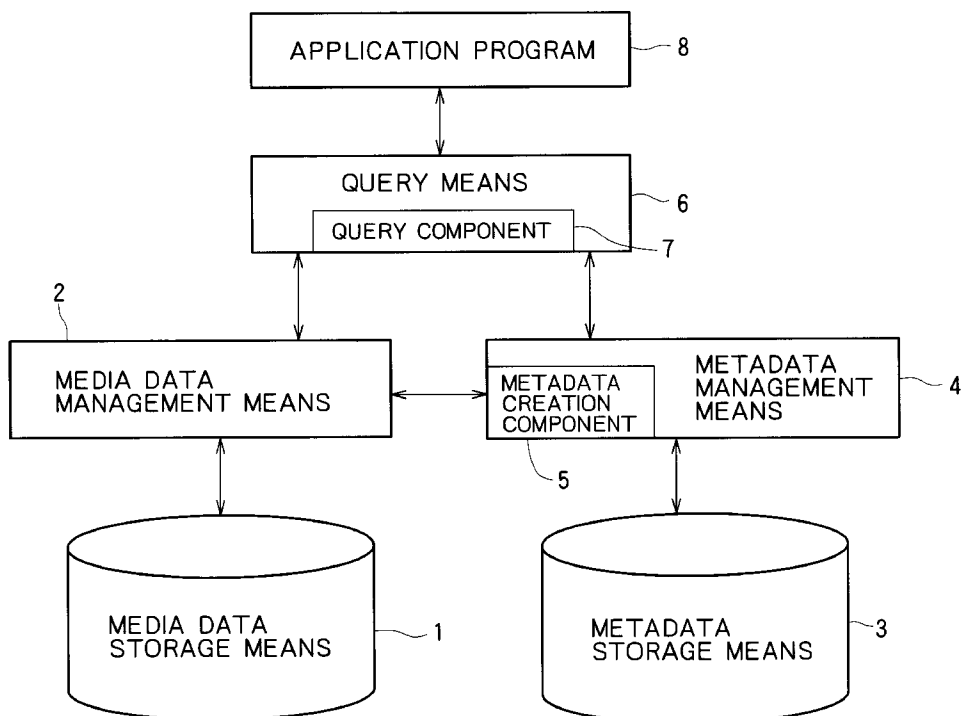 APPLICATION PROGRAM
8
QUERY MEANS
6
QUERY COMPONENT
7
2
MEDIA DATA
MANAGEMENT MEANS
METADATA
MANAGEMENT
MEANS
4
METADATA
CREATION
COMPONENT
5
MEDIA DATA
STORAGE MEANS
1
METADATA
STORAGE MEANS
3